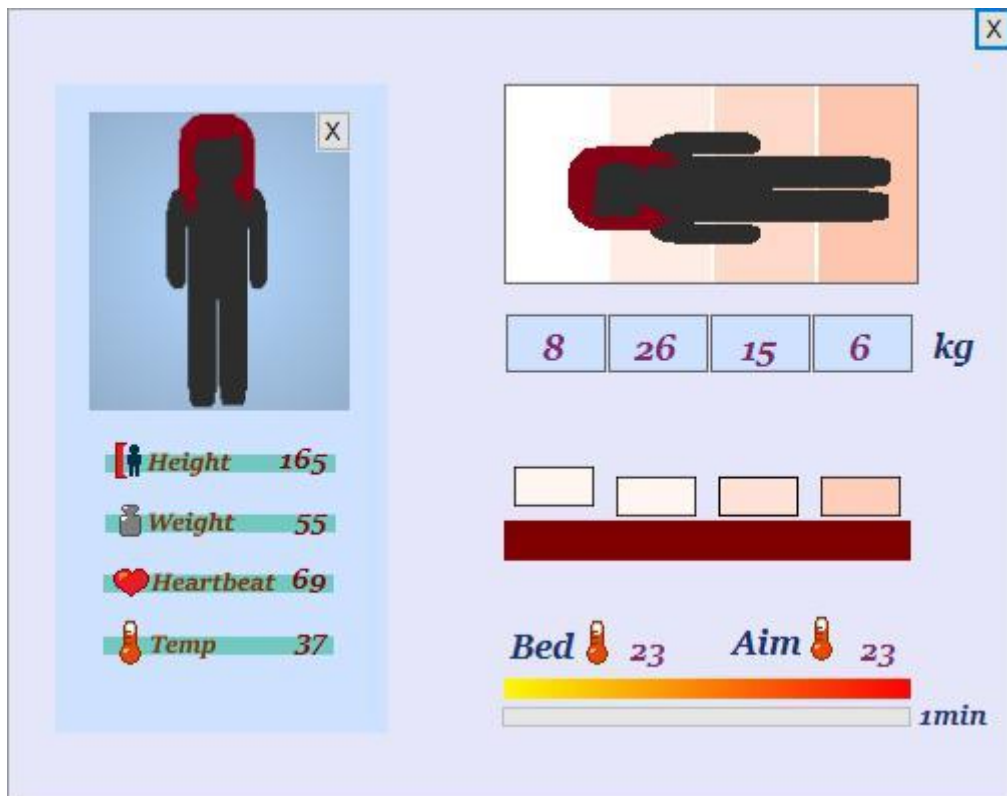 X
X
Height 165
Weight 55
Heartbeat 69
Temp 37
8 26 15 6 kg
Bed 23 Aim 23
1min